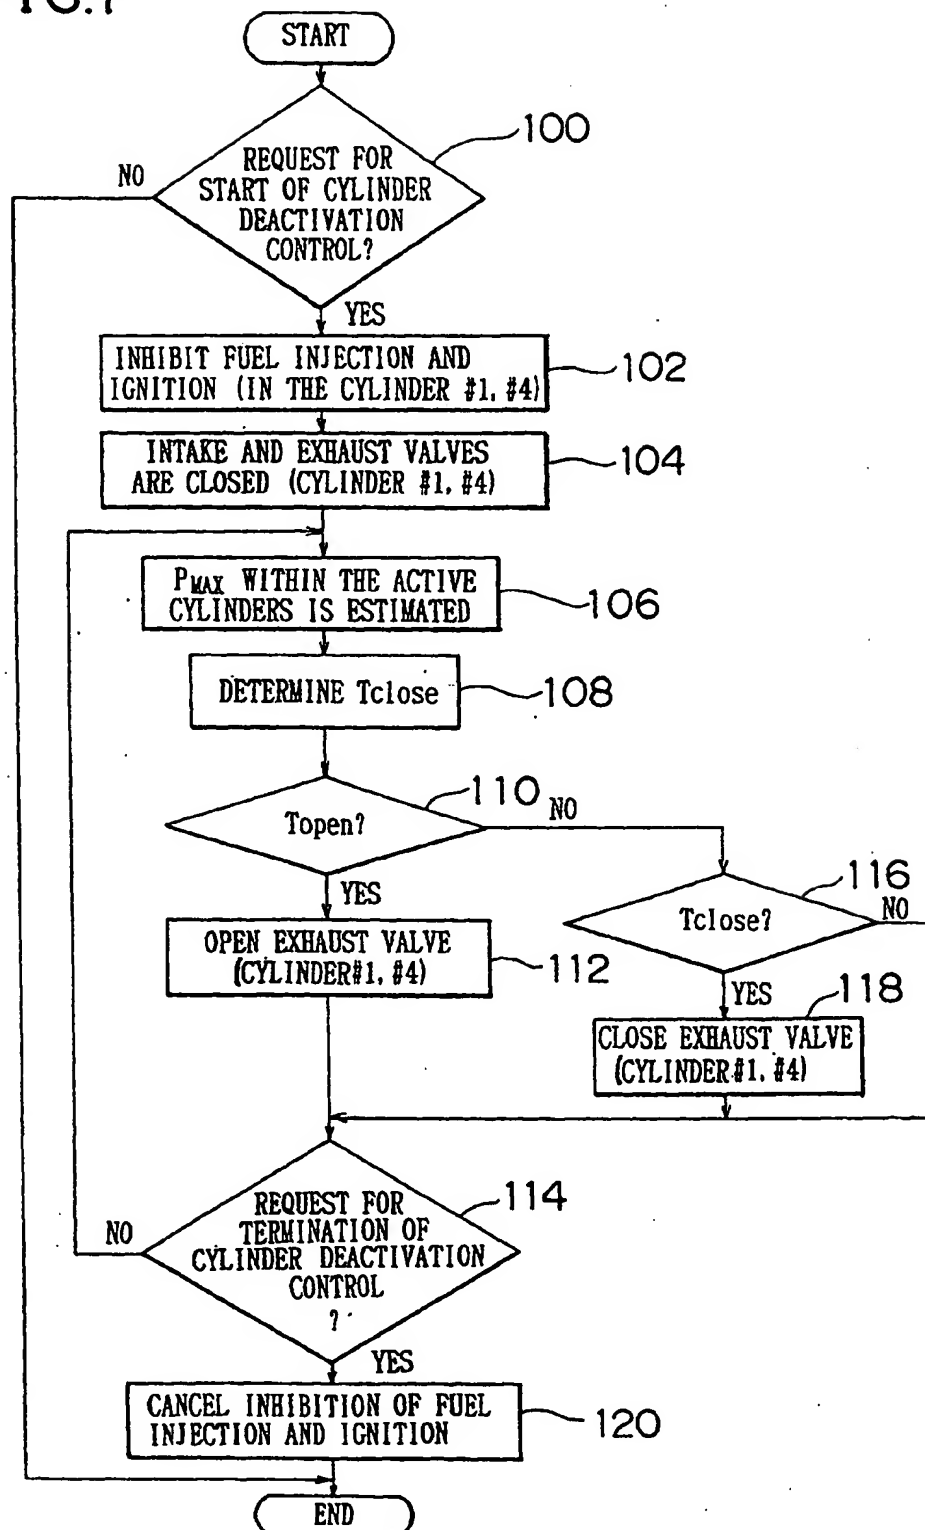 START
100
REQUEST FOR
START OF CYLINDER
DEACTIVATION
CONTROL?
NO
YES
INHIBIT FUEL INJECTION AND
IGNITION (IN THE CYLINDER #1, #4)
102
INTAKE AND EXHAUST VALVES
ARE CLOSED (CYLINDER #1, #4)
104
PMAX WITHIN THE ACTIVE
CYLINDERS IS ESTIMATED
106
DETERMINE Tclose
108
Topen?
110
NO
YES
OPEN EXHAUST VALVE
(CYLINDER#1, #4)
112
Tclose?
116
NO
YES
CLOSE EXHAUST VALVE
(CYLINDER#1, #4)
118
REQUEST FOR
TERMINATION OF
CYLINDER DEACTIVATION
CONTROL
?
114
NO
YES
CANCEL INHIBITION OF FUEL
INJECTION AND IGNITION
120
END